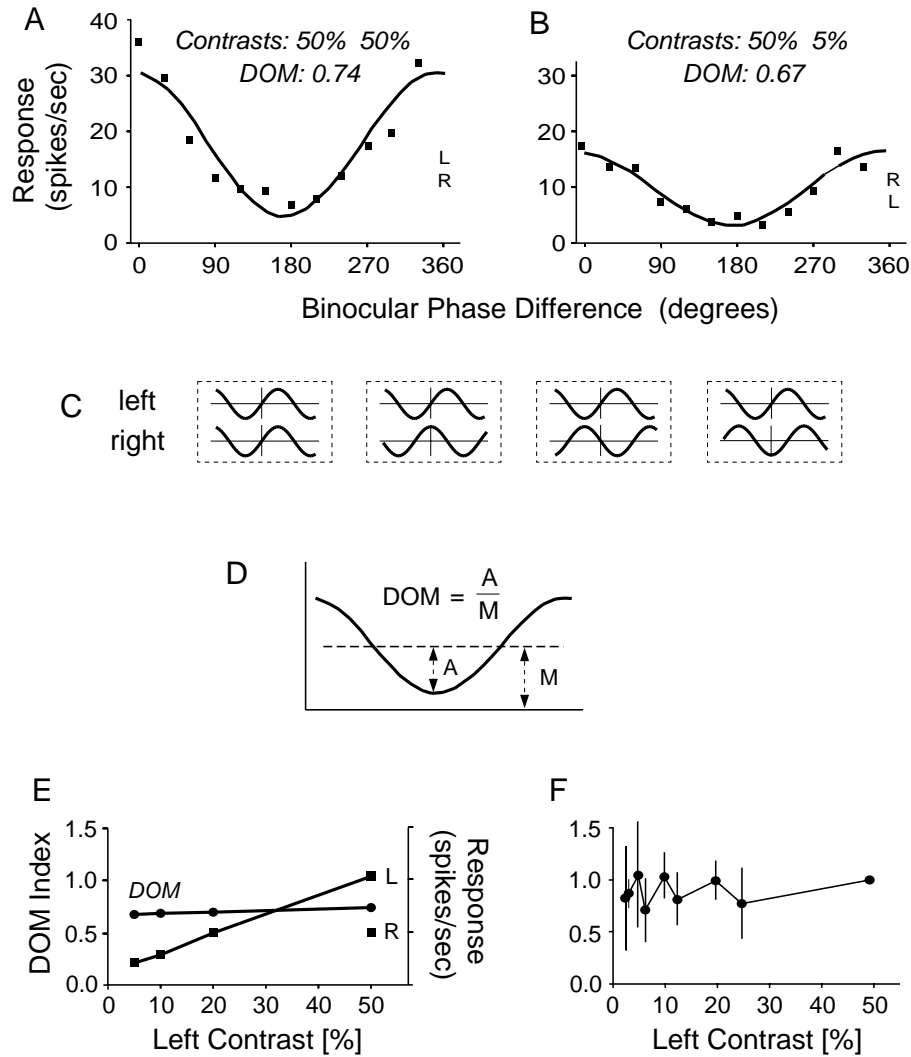 A
Contrasts: 50% 50%
DOM: 0.74
Response
(spikes/sec)
30
20
10
0
0 90 180 270 360
L
R
B
Contrasts: 50% 5%
DOM: 0.67
30
20
10
0
0 90 180 270 360
R
L
Binocular Phase Difference (degrees)
C
left
right
D
DOM = A
M
A
M
E
DOM Index
1.5
1.0
0.5
0.0
DOM
L
R
Response
(spikes/sec)
0 10 20 30 40 50
Left Contrast [%]
F
1.5
1.0
0.5
0.0
0 10 20 30 40 50
Left Contrast [%]